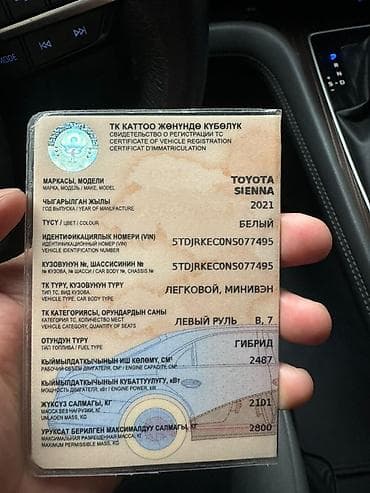 MODE
P
R
N
D
ТК КАТТОО ЖӨНҮНДӨ КҮБӨЛҮК
СВИДЕТЕЛЬСТВО О РЕГИСТРАЦИИ ТС
CERTIFICATE OF VEHICLE REGISTRATION
CERTIFICAT D'IMMATRICULATION
МАРКАСЫ, МОДЕЛИ TOYOTA
МАРКА, МОДЕЛЬ / MAKE, MODEL SIENNA
ЧЫГАРЫЛГАН ЖЫЛЫ 2021
ГОД ВЫПУСКА / YEAR OF MANUFACTURE
ТҮСҮ / ЦВЕТ / COLOUR БЕЛЫЙ
ИДЕНТИФИКАЦИЯЛЫК НОМЕРИ (VIN) 5TDJRKEC0NS077495
ИДЕНТИФИКАЦИОННЫЙ НОМЕР (VIN)
VEHICLE IDENTIFICATION NUMBER
КУЗОВУНУН №, ШАССИСИНИН № 5TDJRKEC0NS077495
№ КУЗОВА, № ШАССИ / CAR BODY №, CHASSIS №
ТК ТҮРҮ, КУЗОВУНУН ТҮРҮ ЛЕГКОВОЙ, МИНИВЭН
ТИП ТС, ВИД КУЗОВА
VEHICLE TYPE, CAR BODY TYPE
ТК КАТЕГОРИЯСЫ, ОРУНДАРДЫН САНЫ
КАТЕГОРИЯ ТС, КОЛИЧЕСТВО МЕСТ ЛЕВЫЙ РУЛЬ B, 7
VEHICLE CATEGORY, QUANTITY OF SEATS
ОТУНДУН ТҮРҮ ГИБРИД
ТИП ТОПЛИВА / FUEL TYPE
КЫЙМЫЛДАТКЫЧЫНЫН ИШ КӨЛӨМҮ, СМ³ 2487
РАБОЧИЙ ОБЪЕМ ДВИГАТЕЛЯ, СМ³ / ENGINE CAPACITY, CM³
КЫЙМЫЛДАТКЫЧЫНЫН КУБАТТУУЛУГУ, кВт
МОЩНОСТЬ ДВИГАТЕЛЯ, кВт / ENGINE POWER, kW
ЖҮКСҮЗ САЛМАГЫ, КГ 2101
МАССА БЕЗ НАГРУЗКИ, КГ
UNLADEN MASS, KG
УРУКСАТ БЕРИЛГЕН МАКСИМАЛДУУ САЛМАГЫ, КГ 2800
МАКСИМАЛЬНАЯ РАЗРЕШЕННАЯ МАССА, КГ
MAXIMUM PERMISSIBLE MASS, KG